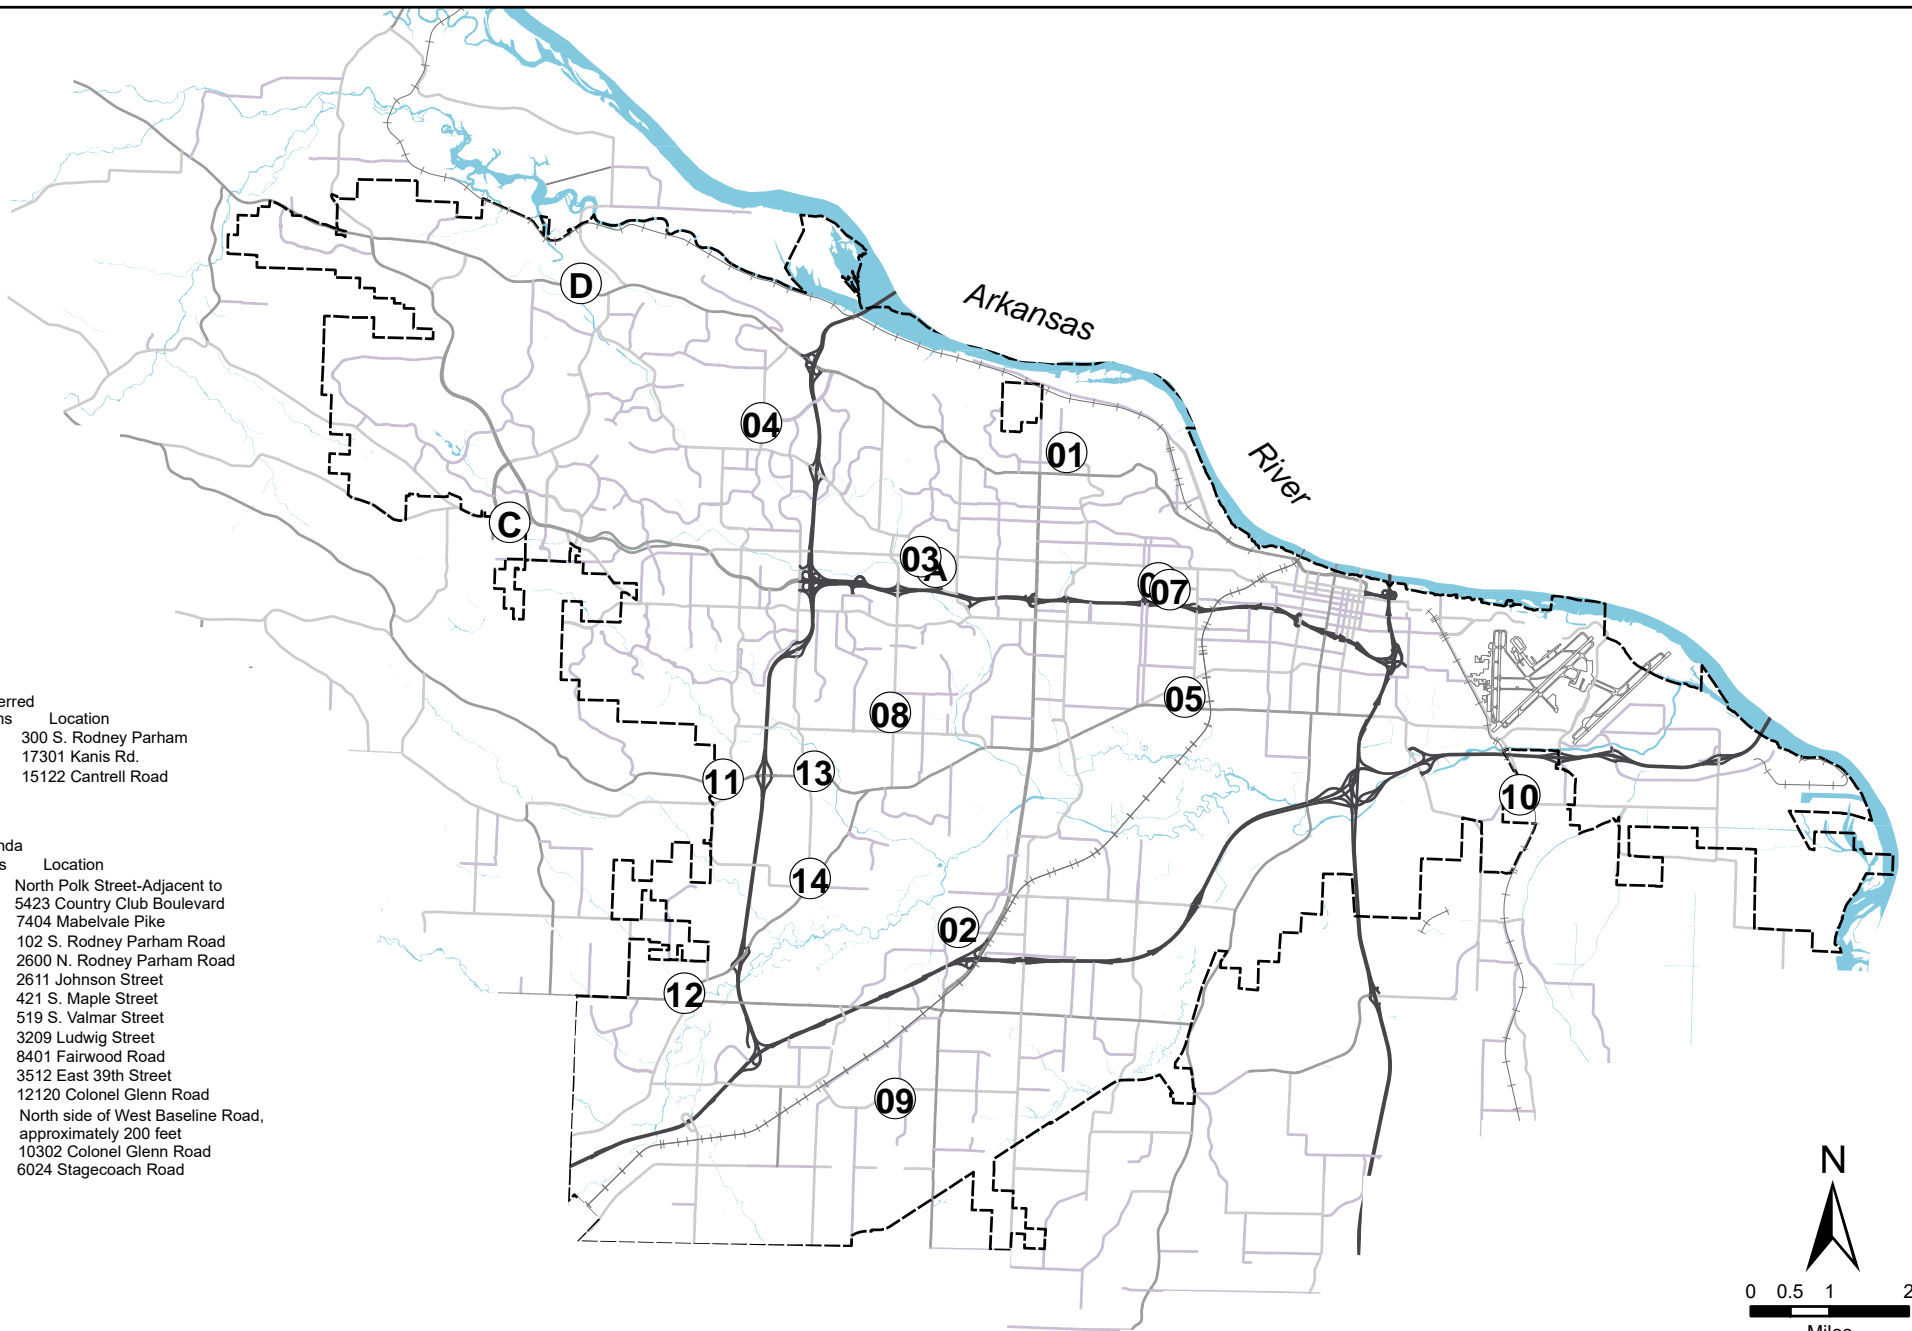 D
Arkansas
04
01
River
C
03
A
07
erred
ns Location
300 S. Rodney Parham
17301 Kanis Rd.
15122 Cantrell Road
05
08
11
13
10
nda
s Location
North Polk Street-Adjacent to
5423 Country Club Boulevard
7404 Mabelvale Pike
102 S. Rodney Parham Road
2600 N. Rodney Parham Road
2611 Johnson Street
421 S. Maple Street
519 S. Valmar Street
3209 Ludwig Street
8401 Fairwood Road
3512 East 39th Street
12120 Colonel Glenn Road
North side of West Baseline Road,
approximately 200 feet
10302 Colonel Glenn Road
6024 Stagecoach Road
14
02
12
09
N
0 0.5 1 2
Miles